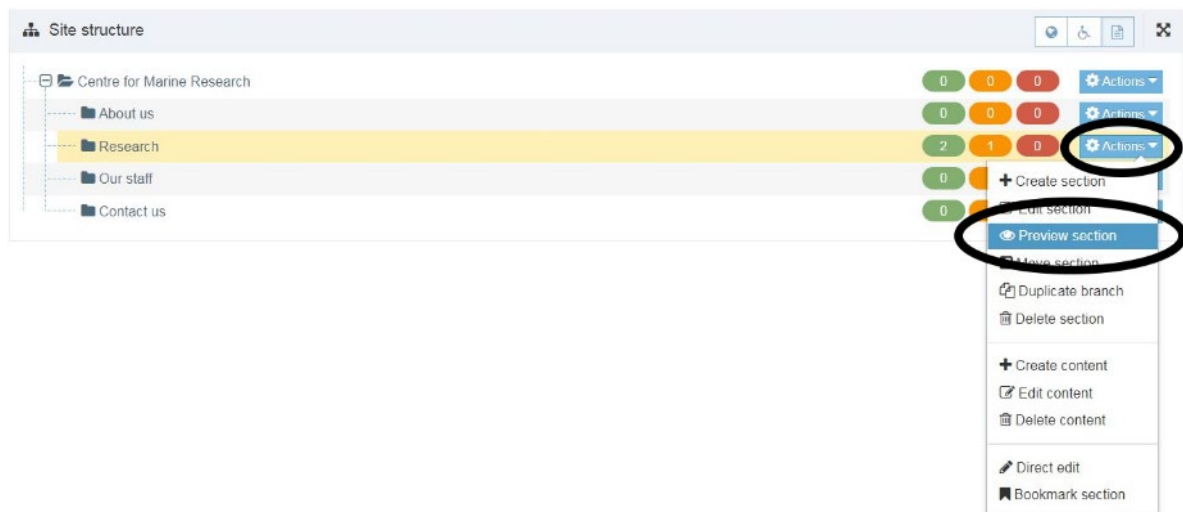 Site structure
Centre for Marine Research 0 0 0 Actions
About us 0 0 0 Actions
Research 2 1 0 Actions
Our staff 0
Contact us 0
Create section
Edit section
Preview section
Move section
Duplicate branch
Delete section
Create content
Edit content
Delete content
Direct edit
Bookmark section